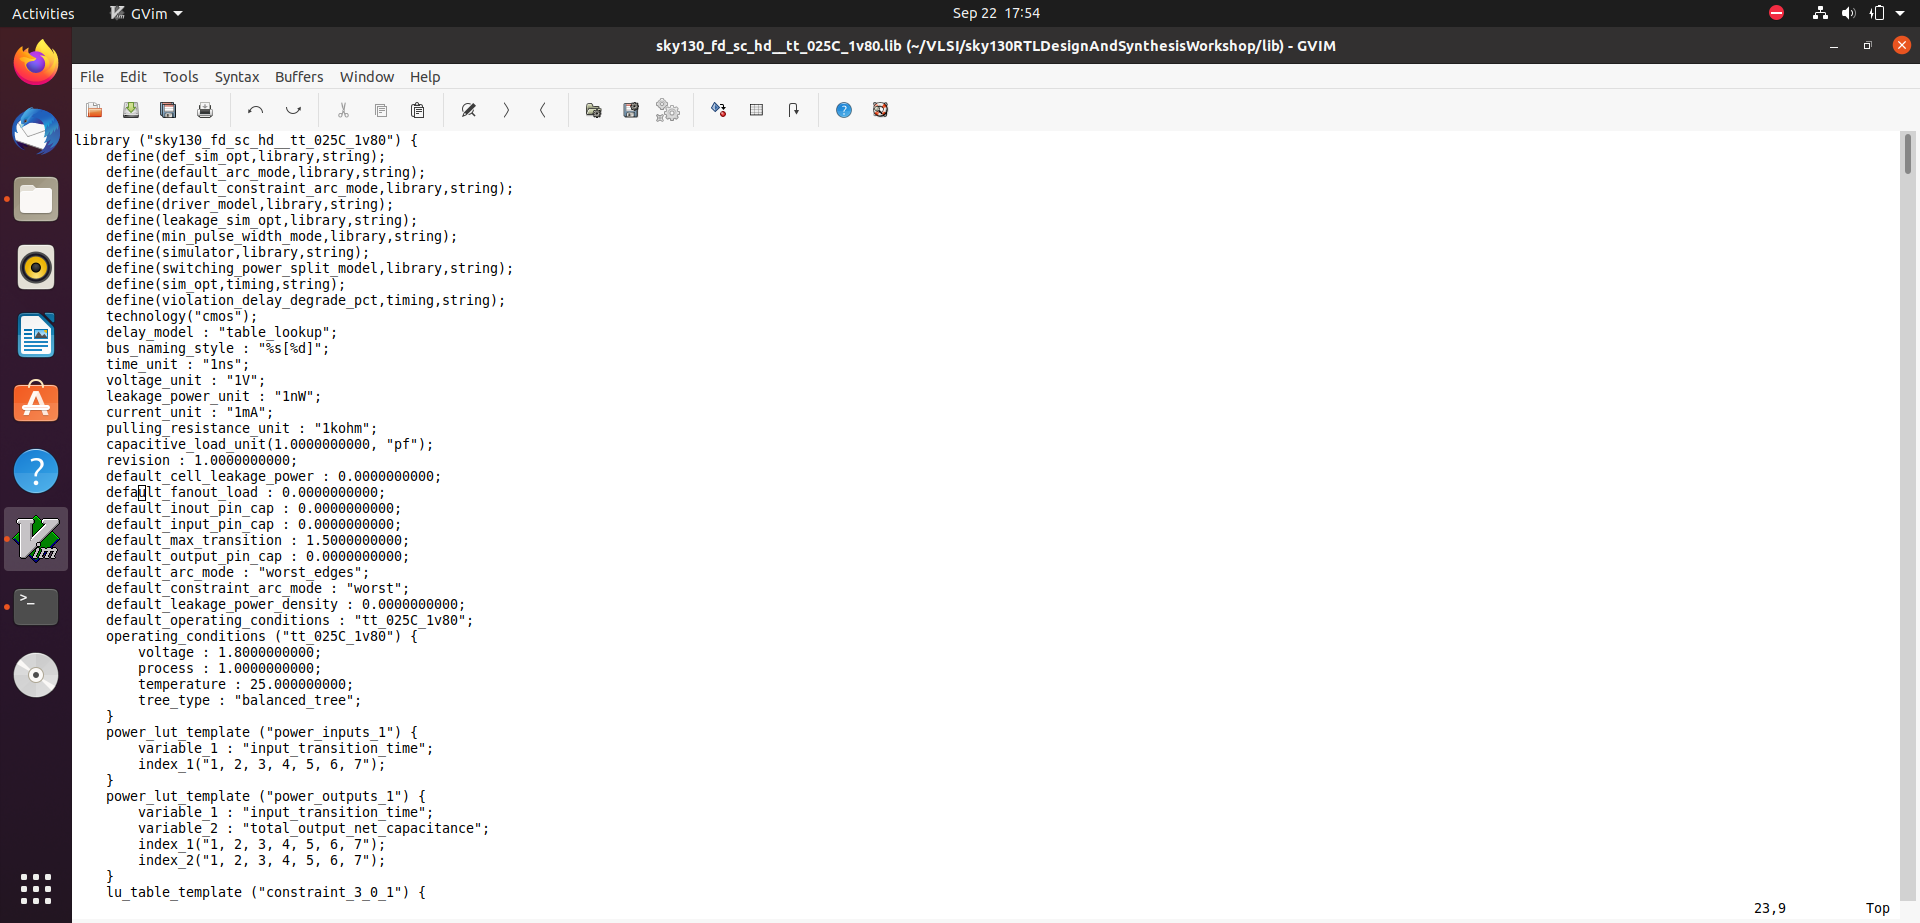 Activities GVim Sep 22 17:54
sky130_fd_sc_hd__tt_025C_1v80.lib (~/VLSI/sky130RTLDesignAndSynthesisWorkshop/lib) - GVIM
File Edit Tools Syntax Buffers Window Help
library ("sky130_fd_sc_hd__tt_025C_1v80") {
    define(def_sim_opt,library,string);
    define(default_arc_mode,library,string);
    define(default_constraint_arc_mode,library,string);
    define(driver_model,library,string);
    define(leakage_sim_opt,library,string);
    define(min_pulse_width_mode,library,string);
    define(simulator,library,string);
    define(switching_power_split_model,library,string);
    define(sim_opt,timing,string);
    define(violation_delay_degrade_pct,timing,string);
    technology("cmos");
    delay_model : "table_lookup";
    bus_naming_style : "%s[%d]";
    time_unit : "1ns";
    voltage_unit : "1V";
    leakage_power_unit : "1nW";
    current_unit : "1mA";
    pulling_resistance_unit : "1kohm";
    capacitive_load_unit(1.0000000000, "pf");
    revision : 1.0000000000;
    default_cell_leakage_power : 0.0000000000;
    default_fanout_load : 0.0000000000;
    default_inout_pin_cap : 0.0000000000;
    default_input_pin_cap : 0.0000000000;
    default_max_transition : 1.5000000000;
    default_output_pin_cap : 0.0000000000;
    default_arc_mode : "worst_edges";
    default_constraint_arc_mode : "worst";
    default_leakage_power_density : 0.0000000000;
    default_operating_conditions : "tt_025C_1v80";
    operating_conditions ("tt_025C_1v80") {
        voltage : 1.8000000000;
        process : 1.0000000000;
        temperature : 25.000000000;
        tree_type : "balanced_tree";
    }
    power_lut_template ("power_inputs_1") {
        variable_1 : "input_transition_time";
        index_1("1, 2, 3, 4, 5, 6, 7");
    }
    power_lut_template ("power_outputs_1") {
        variable_1 : "input_transition_time";
        variable_2 : "total_output_net_capacitance";
        index_1("1, 2, 3, 4, 5, 6, 7");
        index_2("1, 2, 3, 4, 5, 6, 7");
    }
    lu_table_template ("constraint_3_0_1") {
23,9 Top